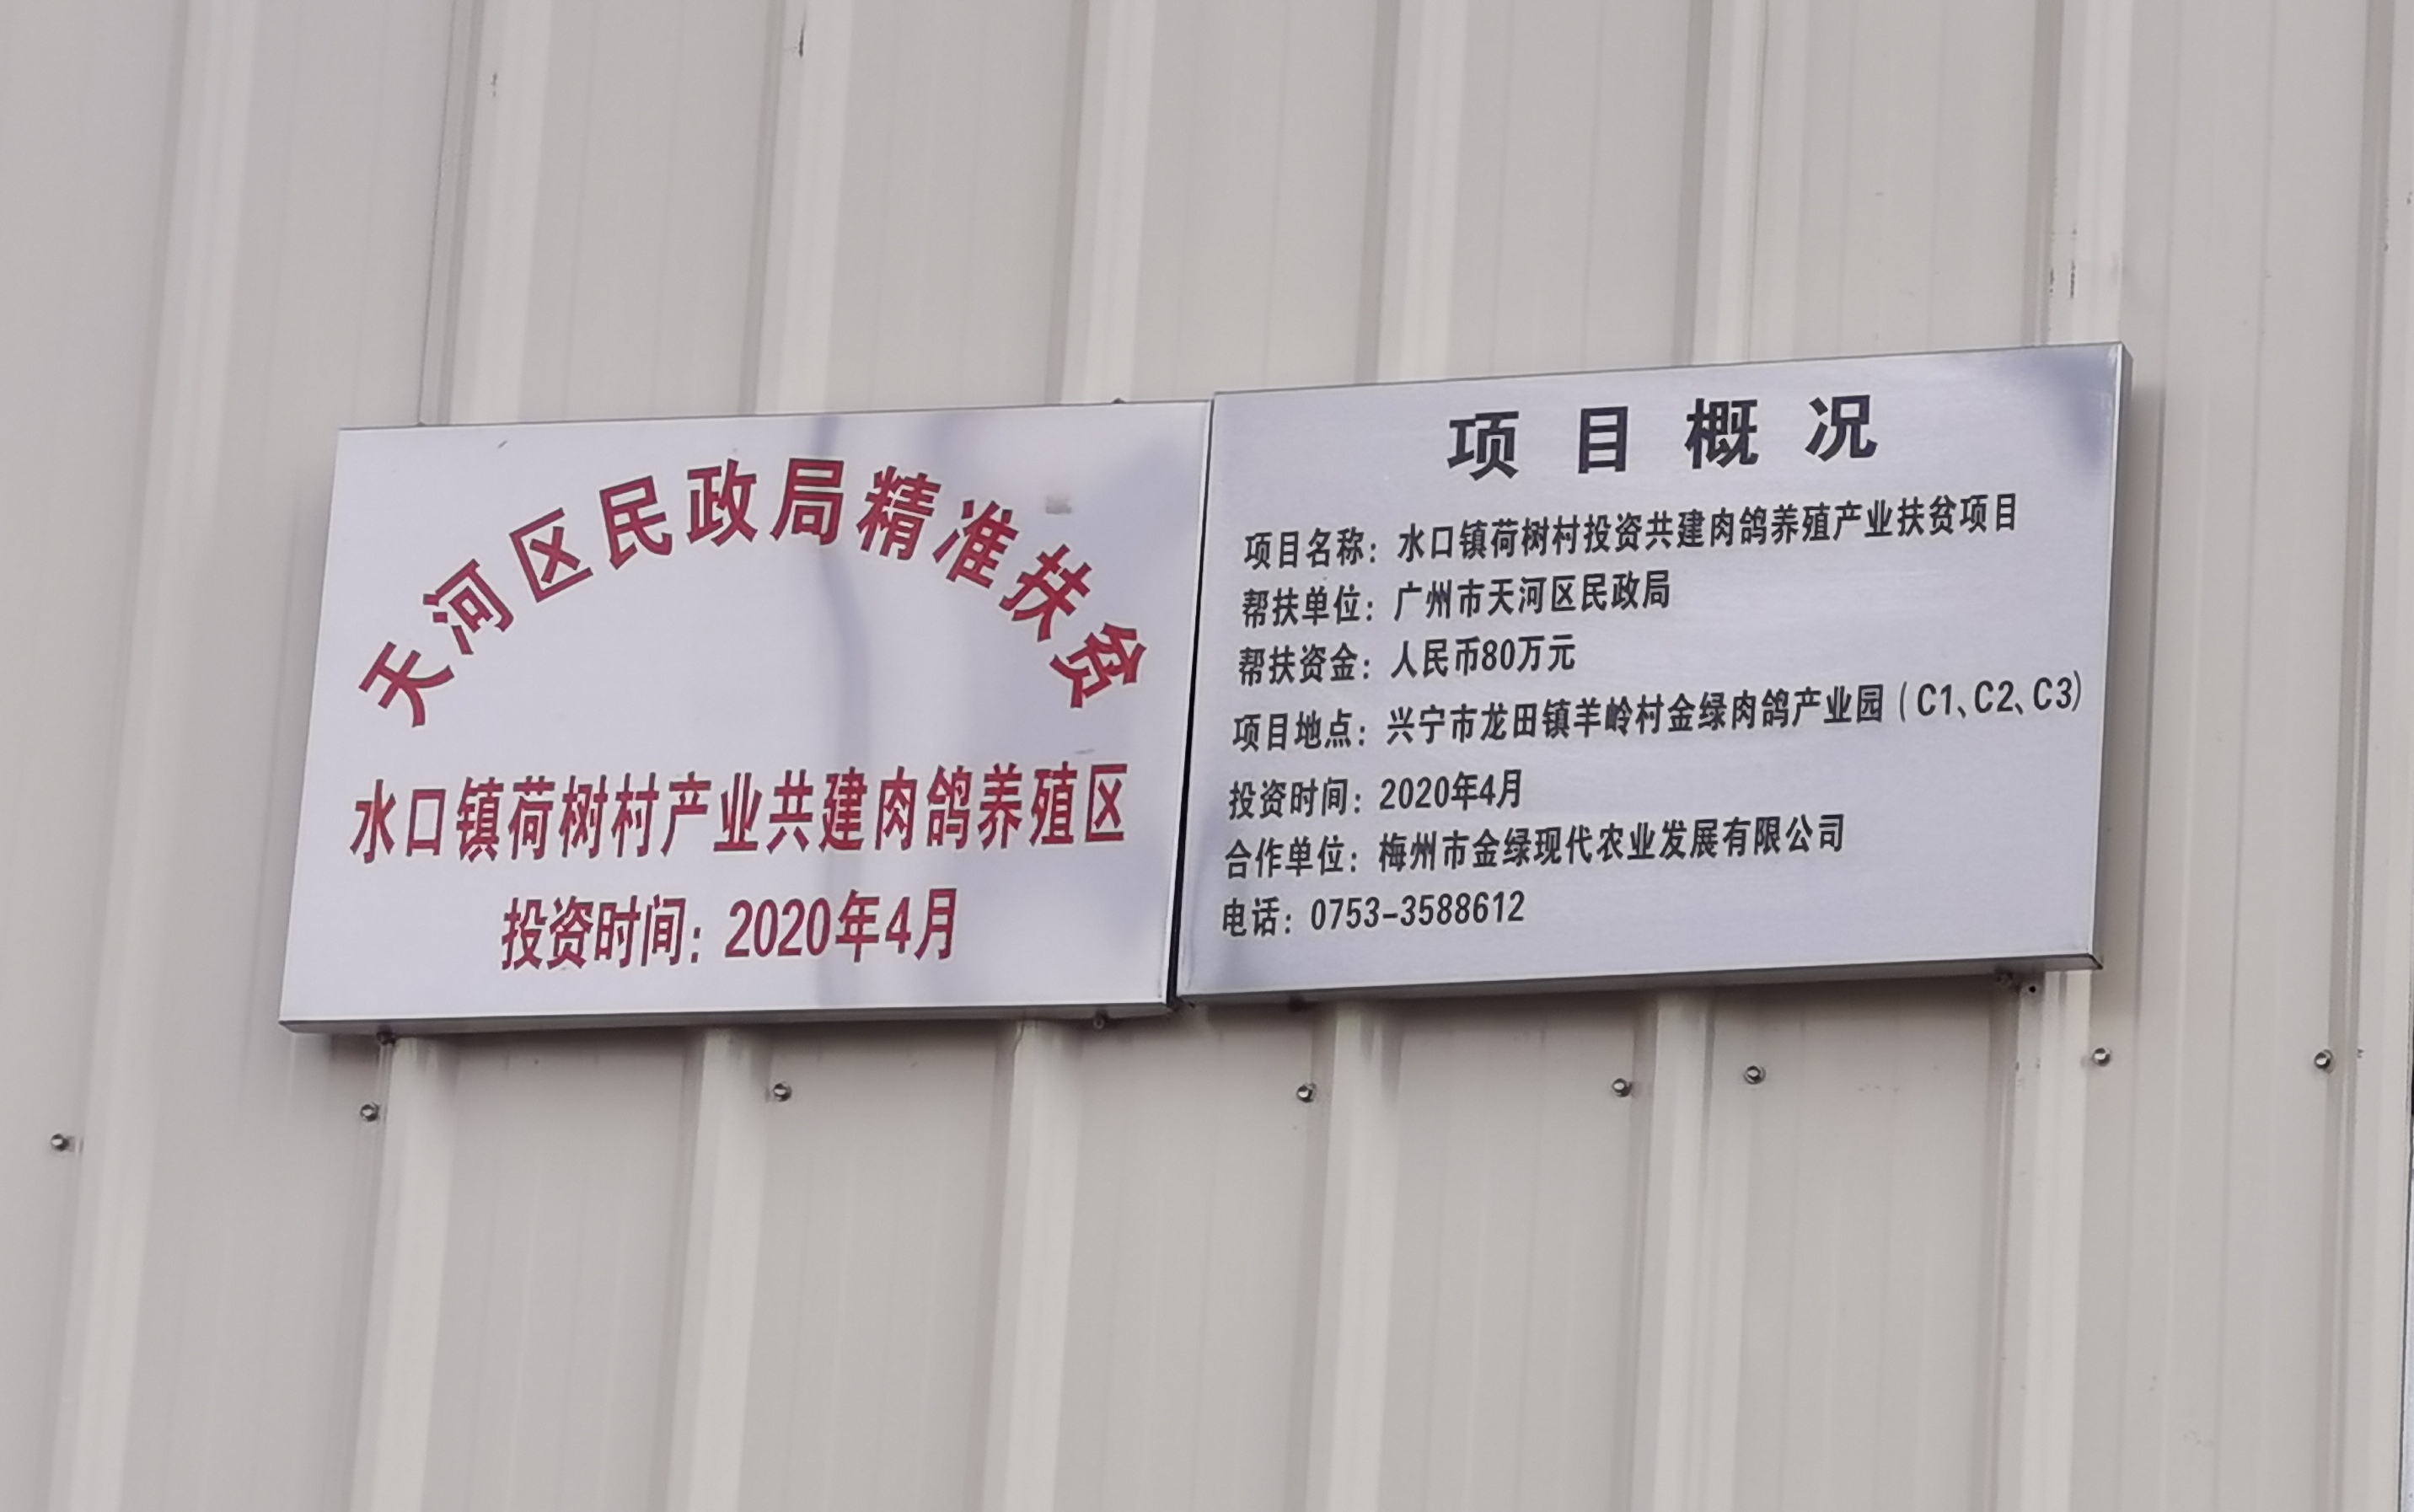 天河区民政局精准扶贫
水口镇荷树村产业共建肉鸽养殖区
投资时间：2020年4月
项目概况
项目名称：水口镇荷树村投资共建肉鸽养殖产业扶贫项目
帮扶单位：广州市天河区民政局
帮扶资金：人民币80万元
项目地点：兴宁市龙田镇羊岭村金绿肉鸽产业园（C1、C2、C3）
投资时间：2020年4月
合作单位：梅州市金绿现代农业发展有限公司
电话：0753-3588612